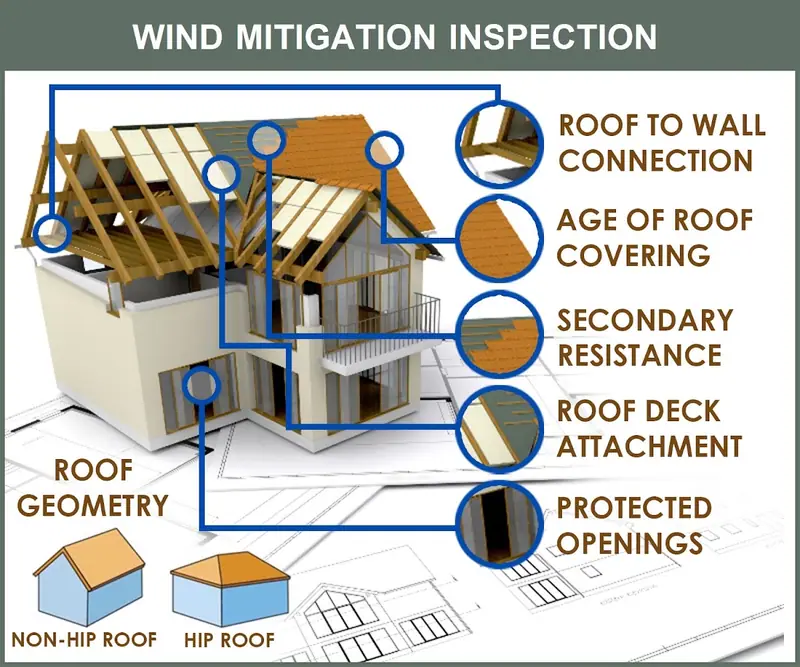 WIND MITIGATION INSPECTION
ROOF TO WALL
CONNECTION
AGE OF ROOF
COVERING
SECONDARY
RESISTANCE
ROOF DECK
ATTACHMENT
PROTECTED
OPENINGS
ROOF
GEOMETRY
NON-HIP ROOF
HIP ROOF